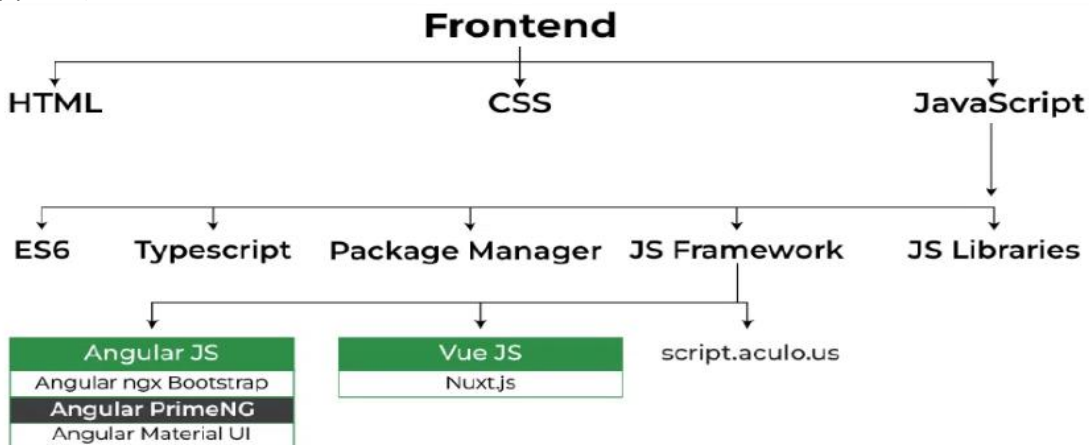 Frontend
HTML CSS JavaScript
ES6 Typescript Package Manager JS Framework JS Libraries
Angular JS Vue JS script.aculo.us
Angular ngx Bootstrap Nuxt.js
Angular PrimeNG
Angular Material UI